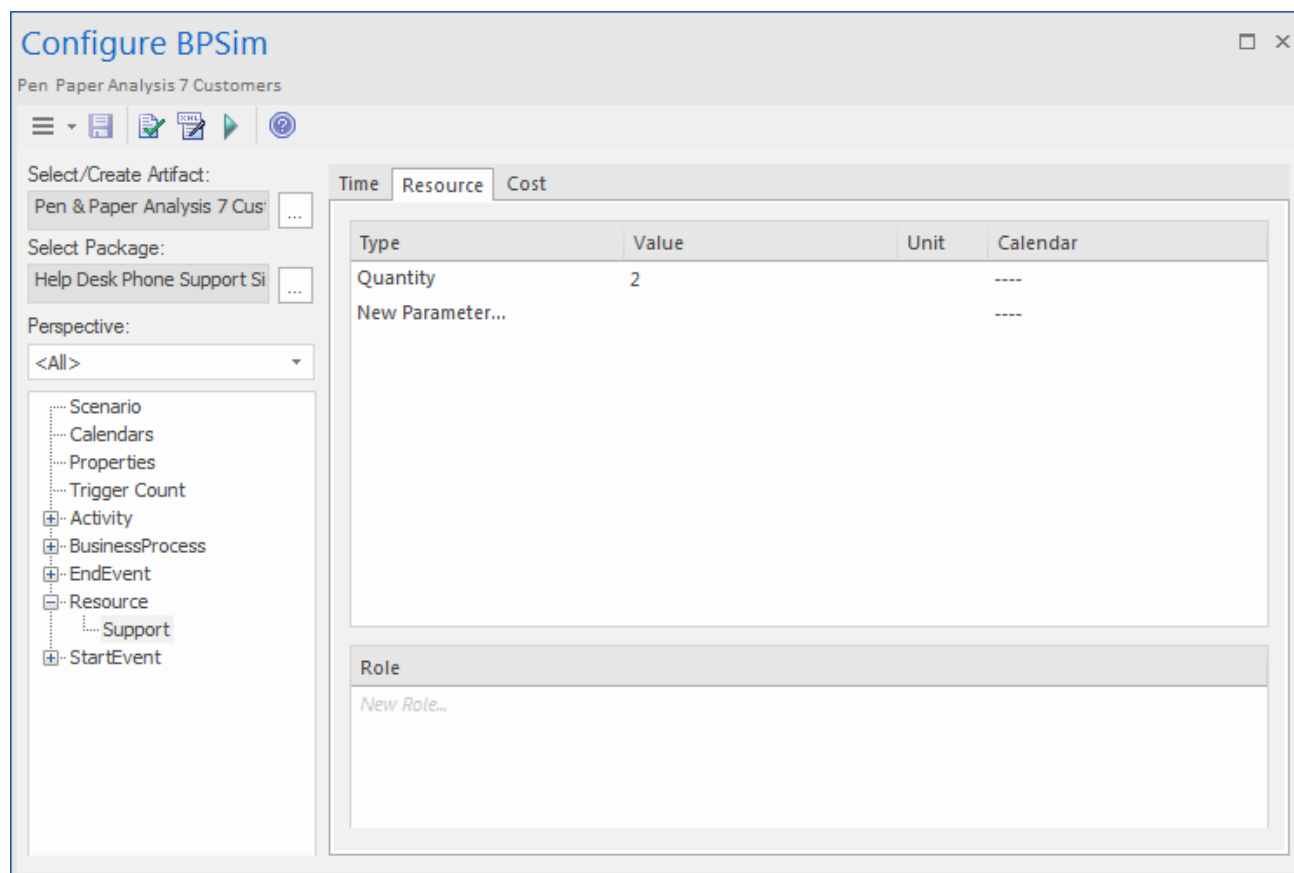 Configure BPSim
Pen Paper Analysis 7 Customers
Select/Create Artifact:
Pen & Paper Analysis 7 Cus
...
Select Package:
Help Desk Phone Support Si
...
Perspective:
<All>
Scenario
Calendars
Properties
Trigger Count
Activity
BusinessProcess
EndEvent
Resource
Support
StartEvent
Time Resource Cost
Type Value Unit Calendar
Quantity 2 ----
New Parameter... ----
Role
New Role...